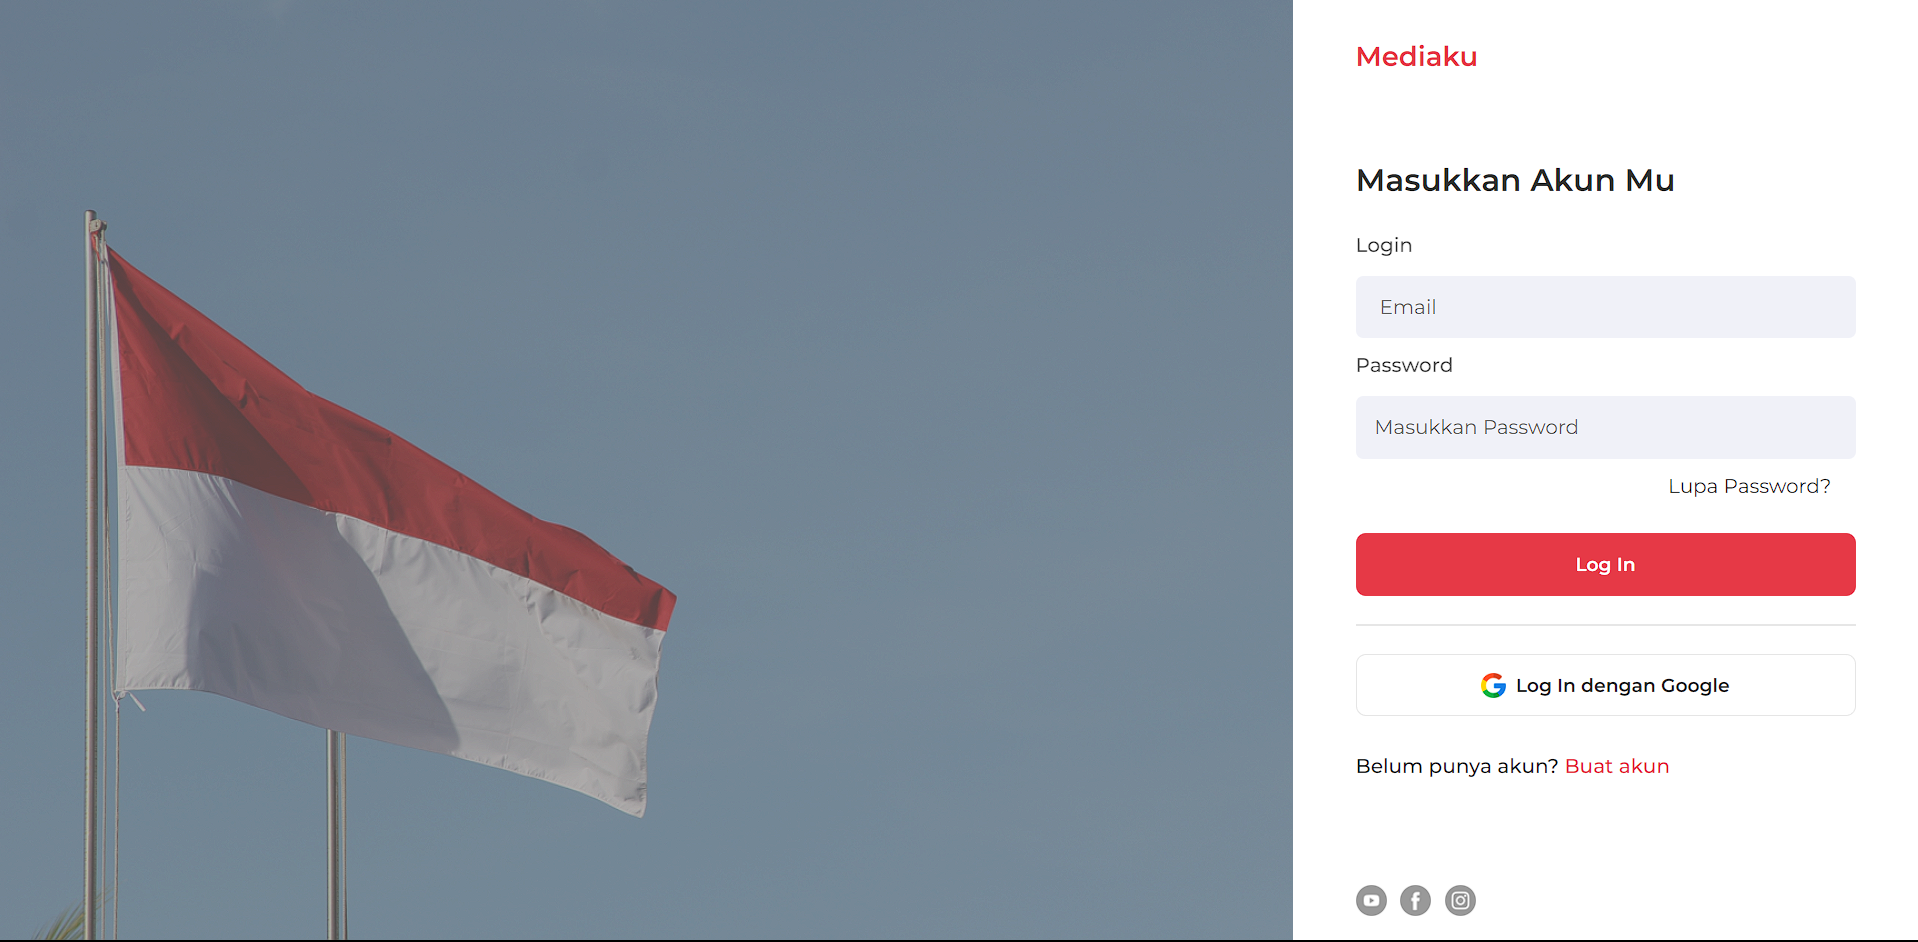 Mediaku
Masukkan Akun Mu
Login
Email
Password
Masukkan Password
Lupa Password?
Log In
Log In dengan Google
Belum punya akun? Buat akun